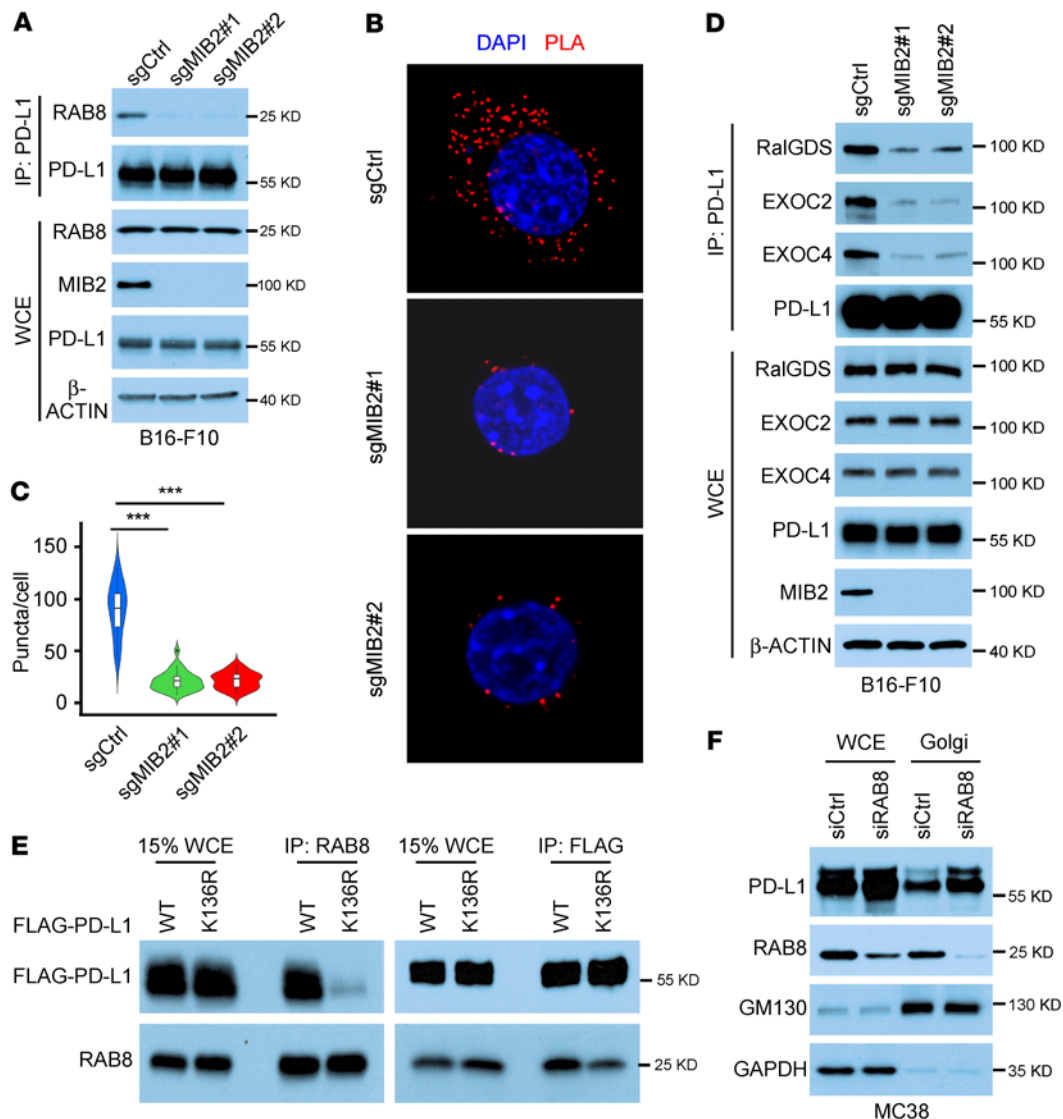 A
sgCtrl
sgMIB2#1
sgMIB2#2
IP: PD-L1
RAB8
25 KD
PD-L1
55 KD
WCE
RAB8
25 KD
MIB2
100 KD
PD-L1
55 KD
β-
ACTIN
40 KD
B16-F10
B
DAPI PLA
sgCtrl
sgMIB2#1
sgMIB2#2
C
***
***
Puncta/cell
150
100
50
0
sgCtrl
sgMIB2#1
sgMIB2#2
D
sgCtrl
sgMIB2#1
sgMIB2#2
IP: PD-L1
RalGDS
100 KD
EXOC2
100 KD
EXOC4
100 KD
PD-L1
55 KD
WCE
RalGDS
100 KD
EXOC2
100 KD
EXOC4
100 KD
PD-L1
55 KD
MIB2
100 KD
β-ACTIN
40 KD
B16-F10
E
15% WCE IP: RAB8 15% WCE IP: FLAG
FLAG-PD-L1 WT K136R WT K136R WT K136R WT K136R
FLAG-PD-L1
55 KD
RAB8
25 KD
F
WCE Golgi
siCtrl siRAB8 siCtrl siRAB8
PD-L1
55 KD
RAB8
25 KD
GM130
130 KD
GAPDH
35 KD
MC38